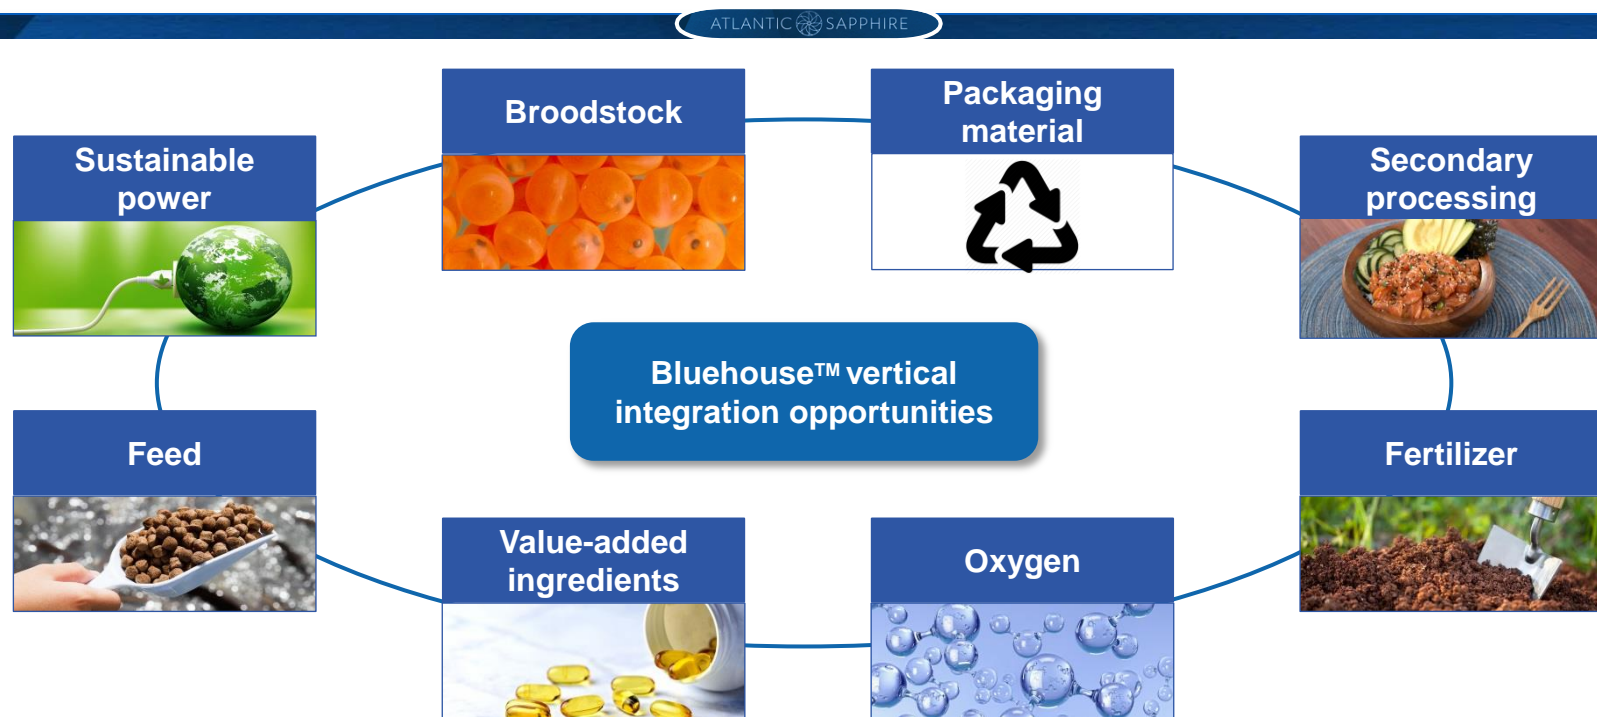 ATLANTIC SAPPHIRE
Broodstock
Packaging
material
Sustainable
power
Secondary
processing
Bluehouse™ vertical
integration opportunities
Feed
Fertilizer
Value-added
ingredients
Oxygen